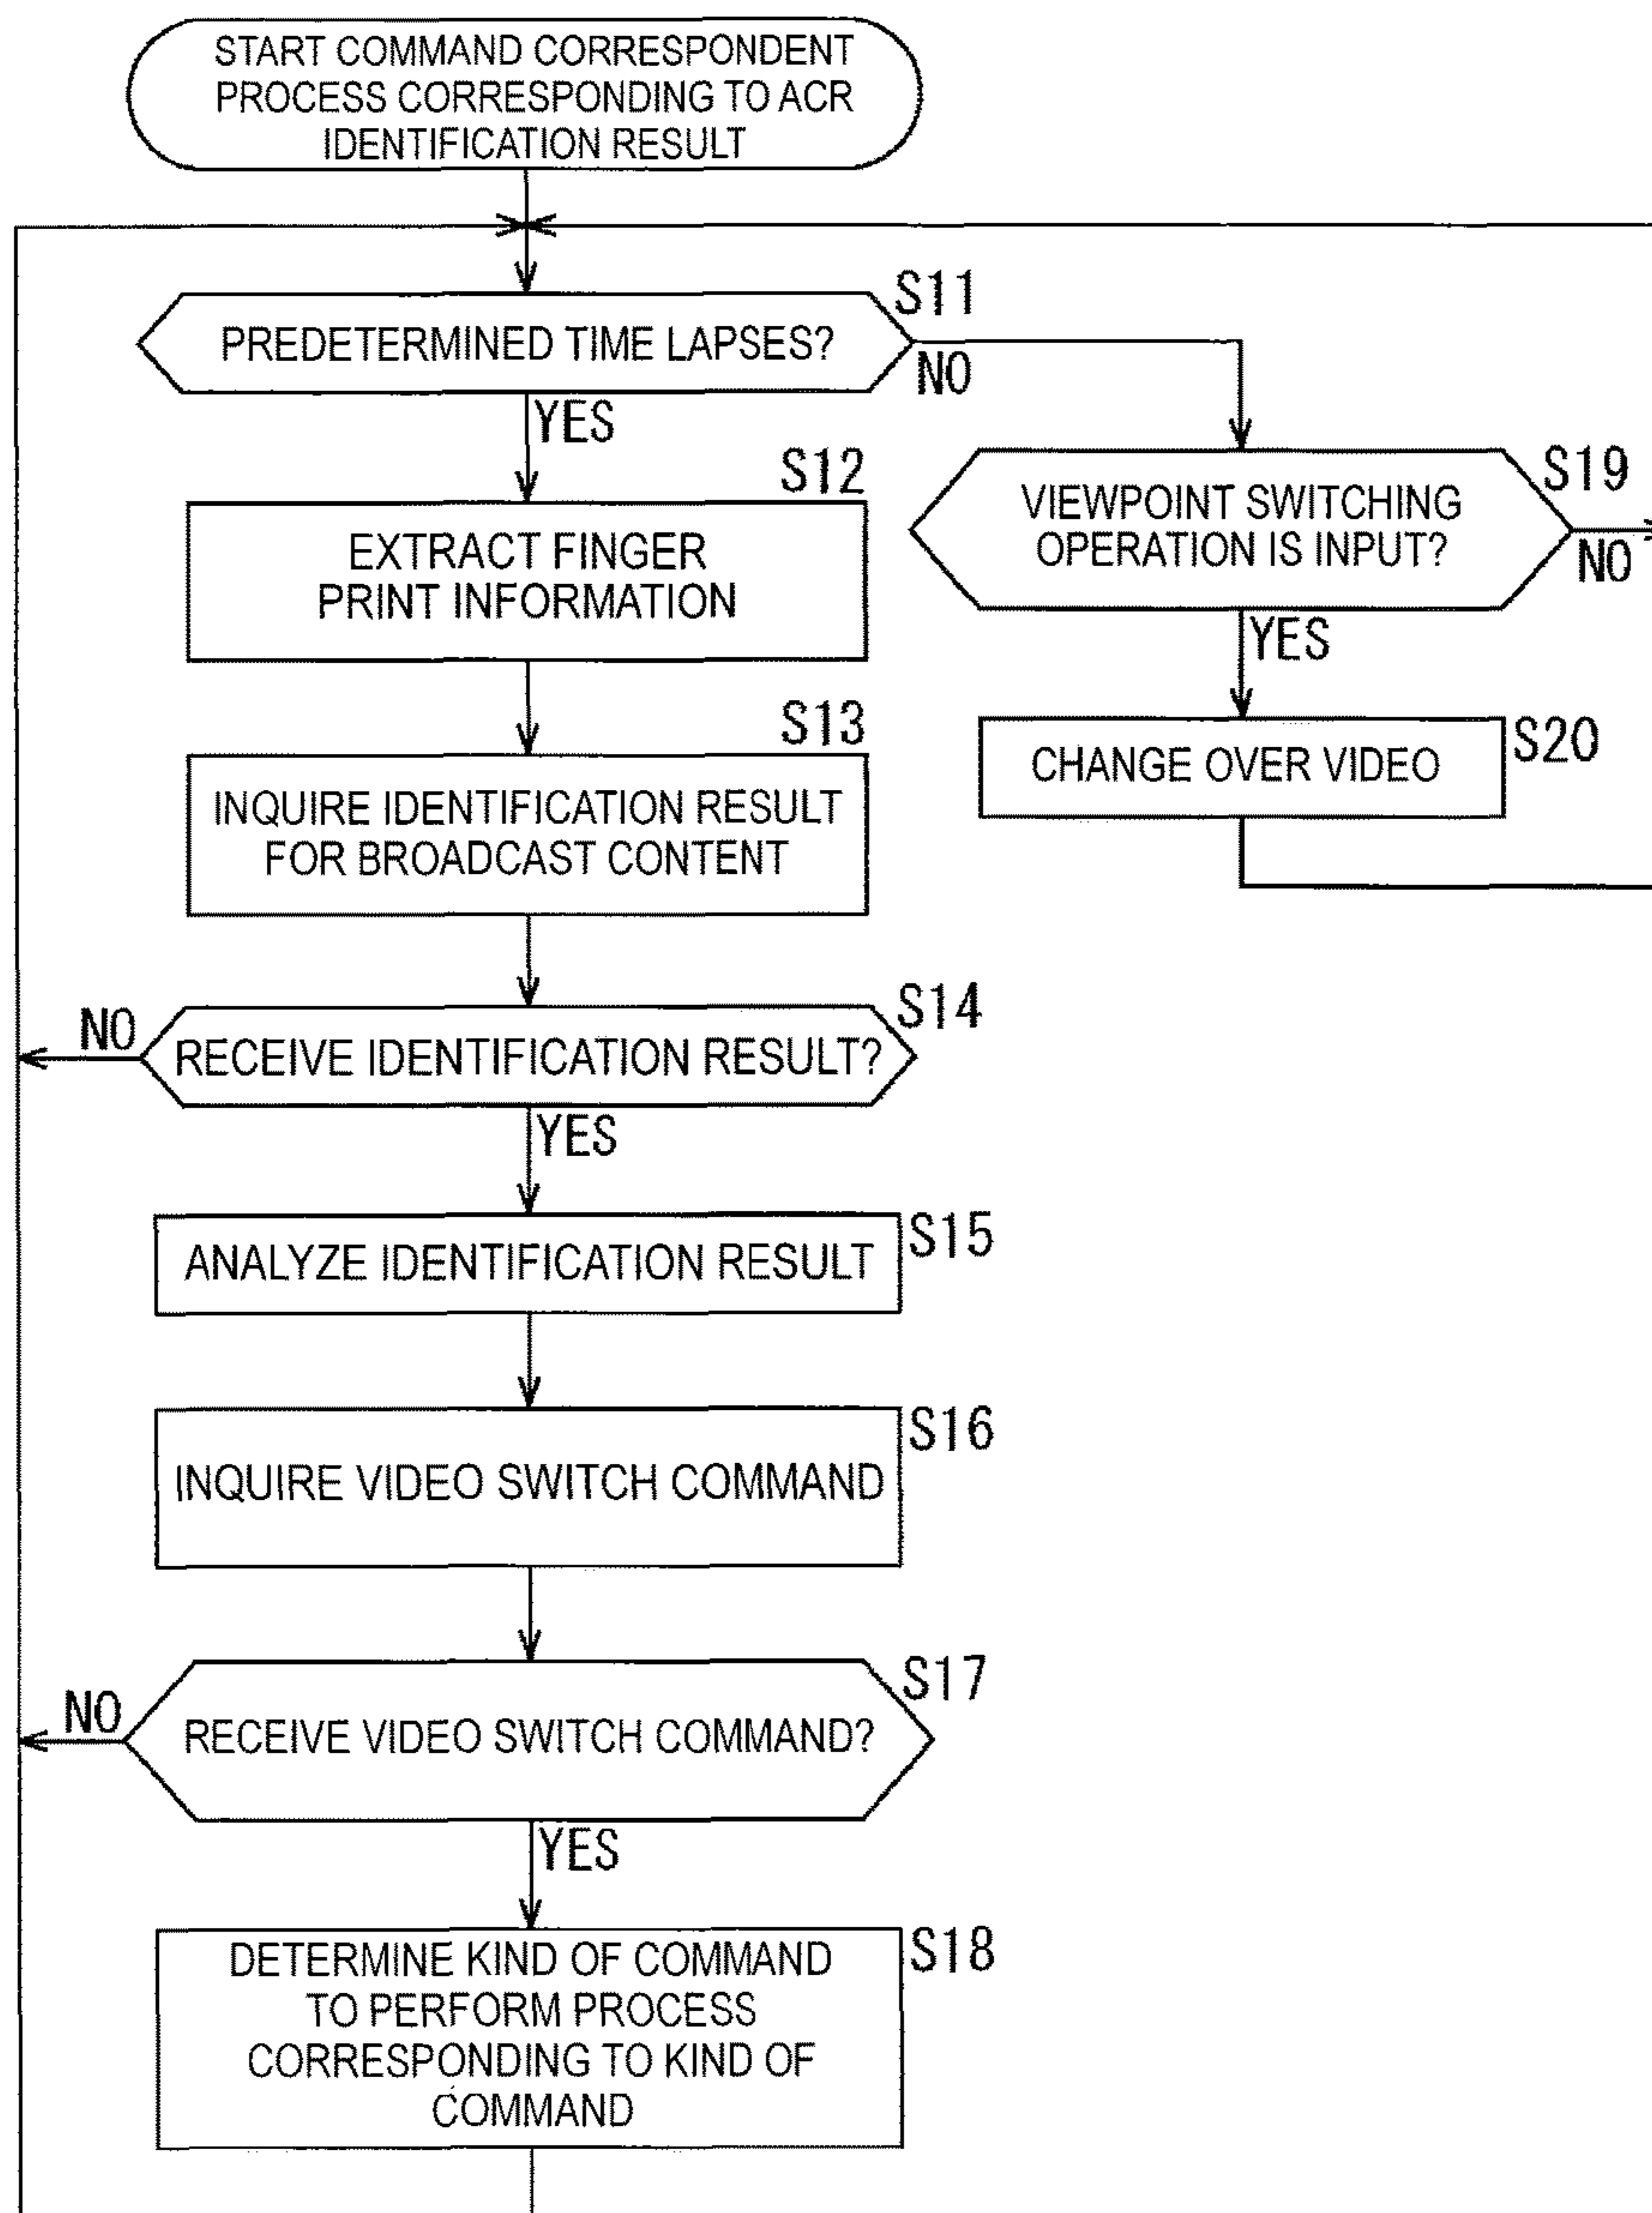 START COMMAND CORRESPONDENT
PROCESS CORRESPONDING TO ACR
IDENTIFICATION RESULT
S11
PREDETERMINED TIME LAPSES?
NO
YES
S12
EXTRACT FINGER
PRINT INFORMATION
S19
VIEWPOINT SWITCHING
OPERATION IS INPUT?
NO
YES
S20
CHANGE OVER VIDEO
S13
INQUIRE IDENTIFICATION RESULT
FOR BROADCAST CONTENT
S14
NO
RECEIVE IDENTIFICATION RESULT?
YES
S15
ANALYZE IDENTIFICATION RESULT
S16
INQUIRE VIDEO SWITCH COMMAND
S17
NO
RECEIVE VIDEO SWITCH COMMAND?
YES
S18
DETERMINE KIND OF COMMAND
TO PERFORM PROCESS
CORRESPONDING TO KIND OF
COMMAND